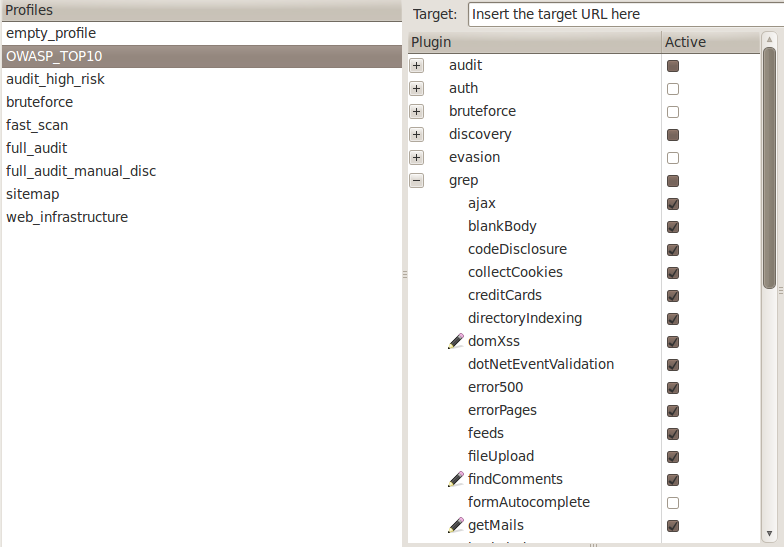 Profiles
empty_profile
OWASP_TOP10
audit_high_risk
bruteforce
fast_scan
full_audit
full_audit_manual_disc
sitemap
web_infrastructure
Target: Insert the target URL here
Plugin Active
audit
auth
bruteforce
discovery
evasion
grep
ajax
blankBody
codeDisclosure
collectCookies
creditCards
directoryIndexing
domXss
dotNetEventValidation
error500
errorPages
feeds
fileUpload
findComments
formAutocomplete
getMails